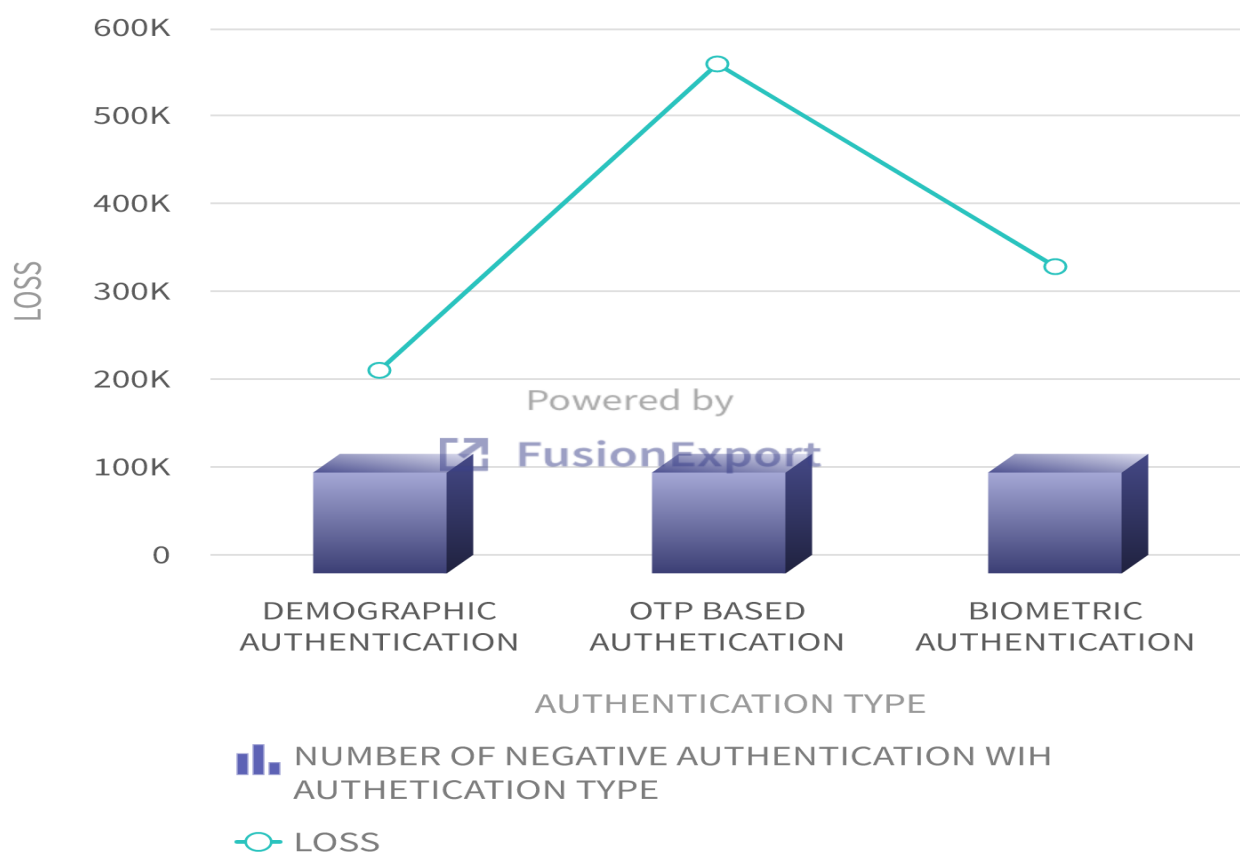 600K
500K
400K
300K
200K
100K
0
LOSS
Powered by
FusionExport
DEMOGRAPHIC
AUTHENTICATION
OTP BASED
AUTHETICATION
BIOMETRIC
AUTHENTICATION
AUTHENTICATION TYPE
NUMBER OF NEGATIVE AUTHENTICATION WIH
AUTHETICATION TYPE
LOSS